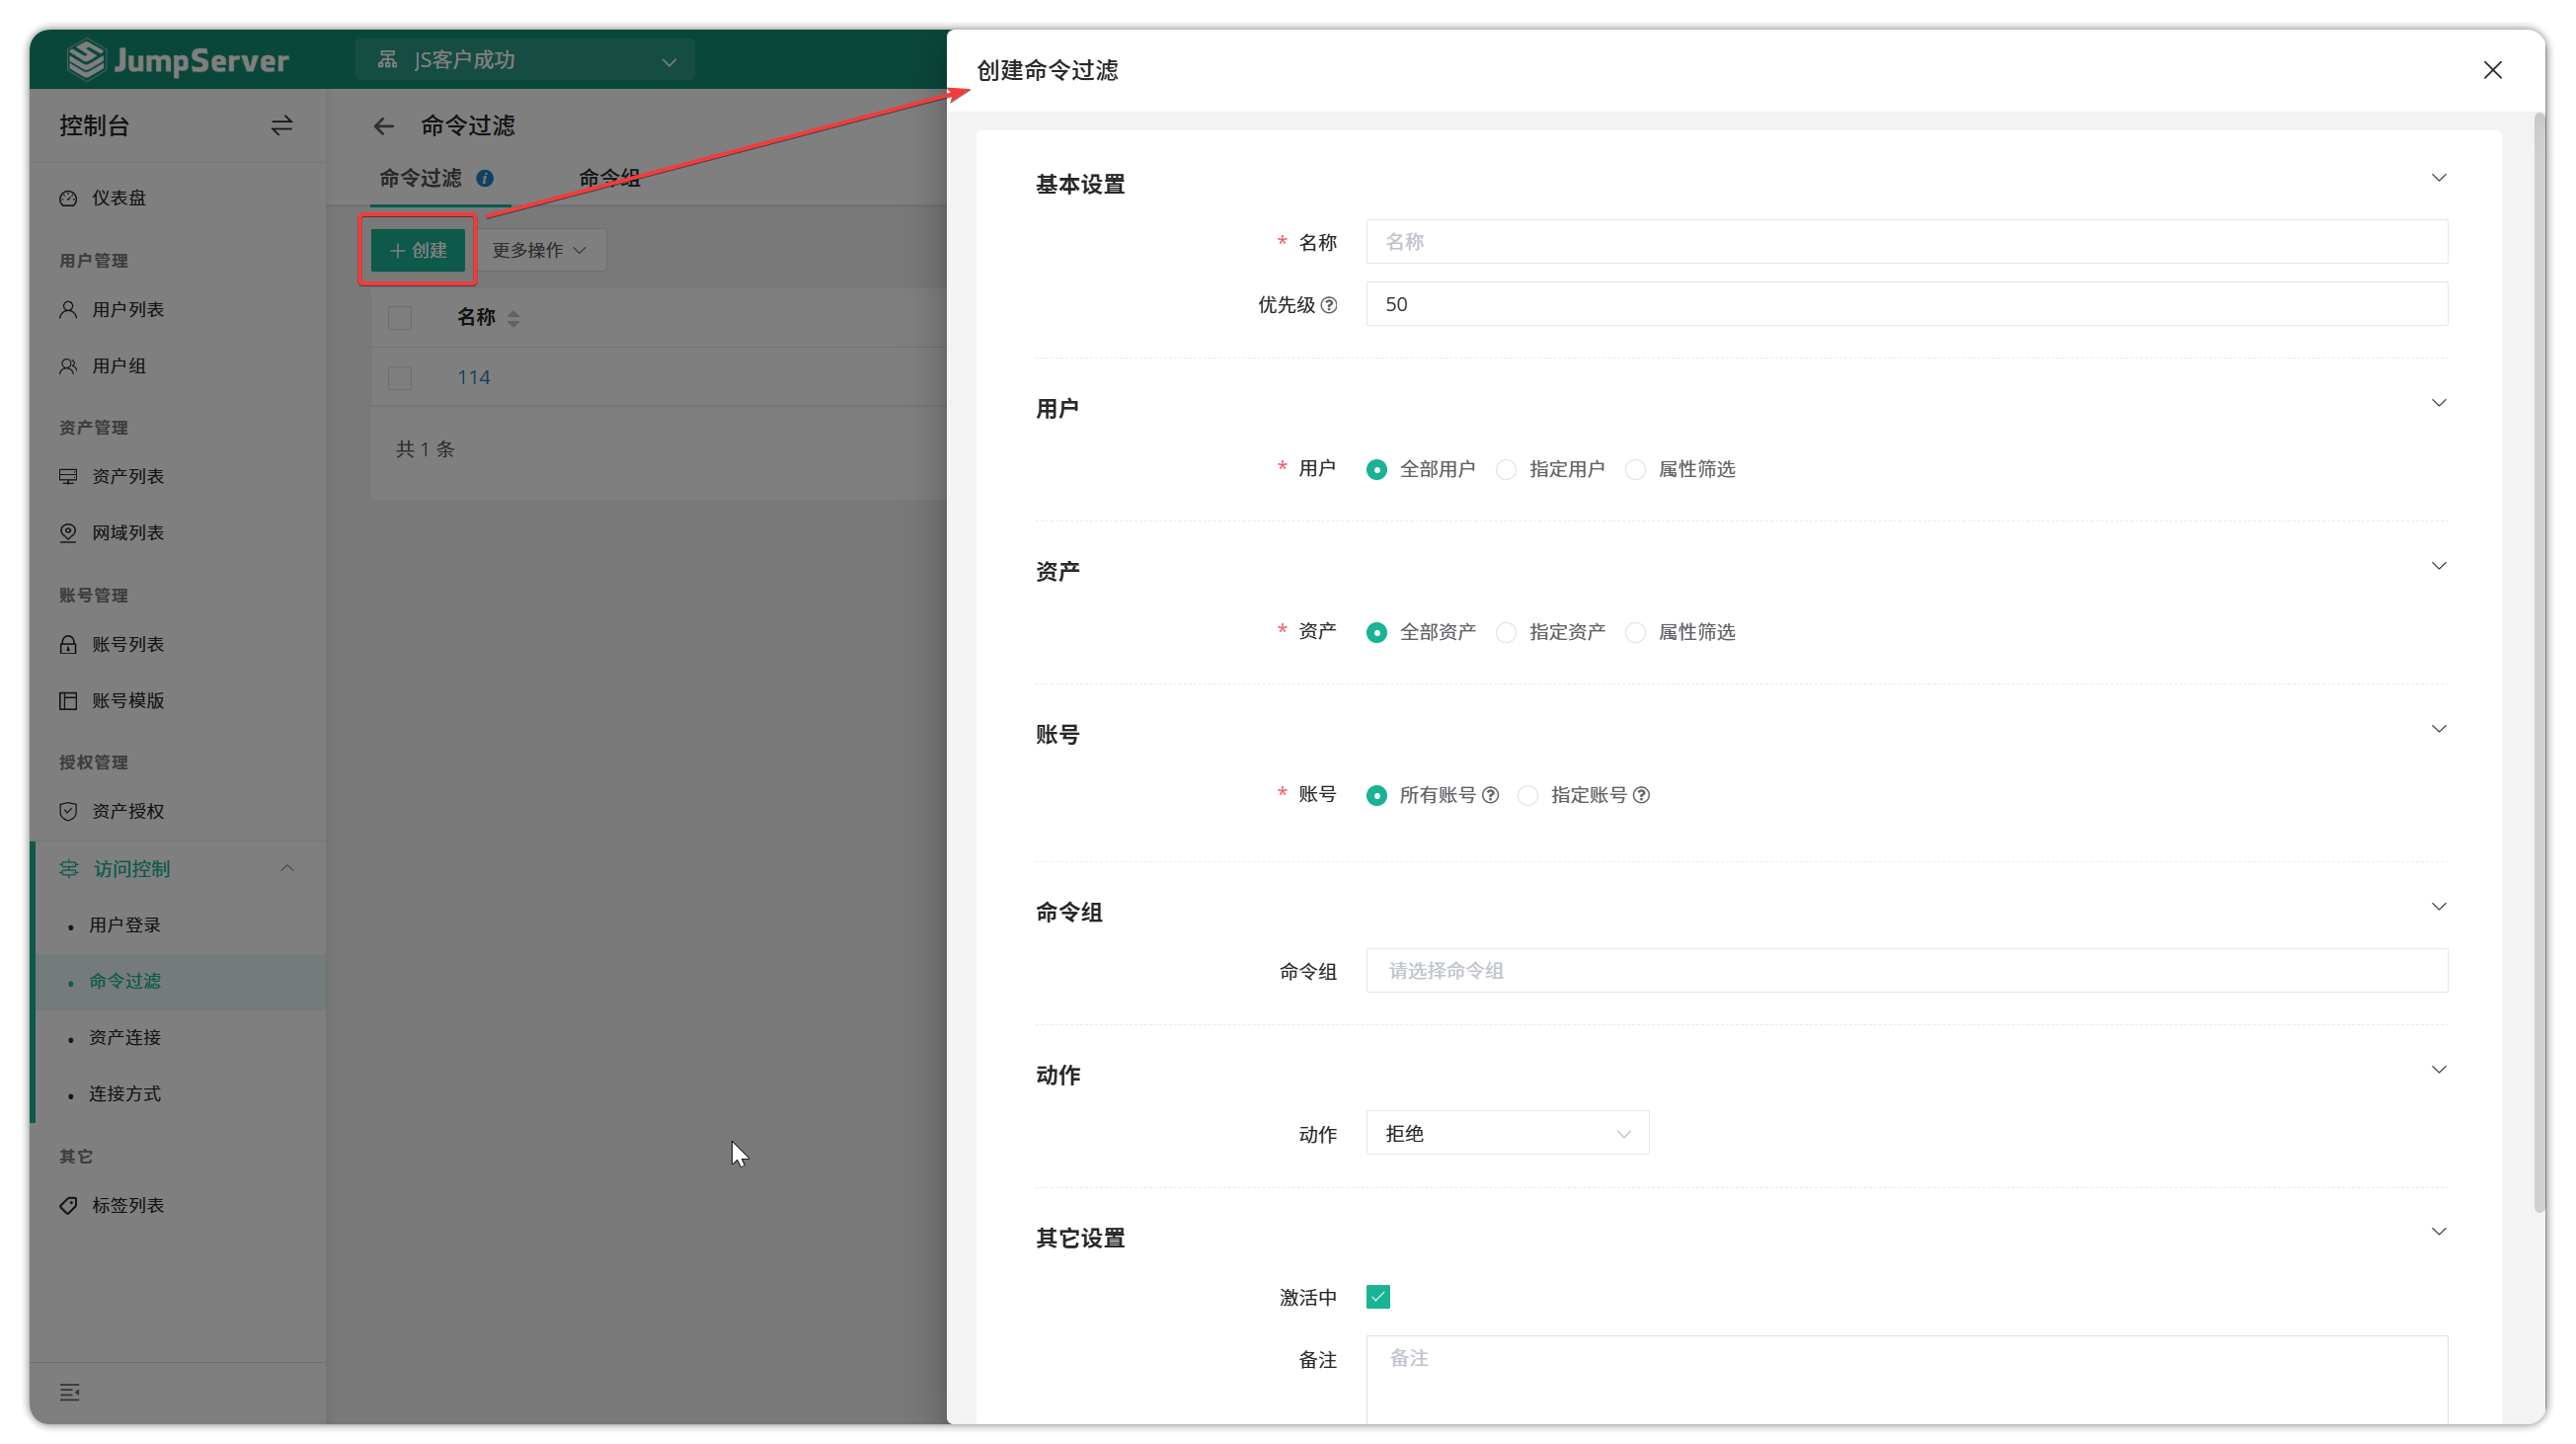 JumpServer
JS客户成功
控制台
仪表盘
用户管理
用户列表
用户组
资产管理
资产列表
网域列表
账号管理
账号列表
账号模版
授权管理
资产授权
访问控制
用户登录
命令过滤
资产连接
连接方式
其它
标签列表
命令过滤
命令过滤
命令组
创建
更多操作
名称
114
共 1 条
创建命令过滤
基本设置
* 名称
名称
优先级
50
用户
* 用户
全部用户
指定用户
属性筛选
资产
* 资产
全部资产
指定资产
属性筛选
账号
* 账号
所有账号
指定账号
命令组
命令组
请选择命令组
动作
动作
拒绝
其它设置
激活中
备注
备注